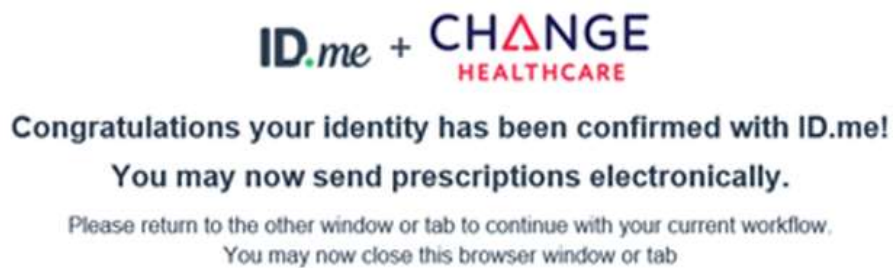 ID.me + CHANGE
HEALTHCARE
Congratulations your identity has been confirmed with ID.me!
You may now send prescriptions electronically.
Please return to the other window or tab to continue with your current workflow.
You may now close this browser window or tab